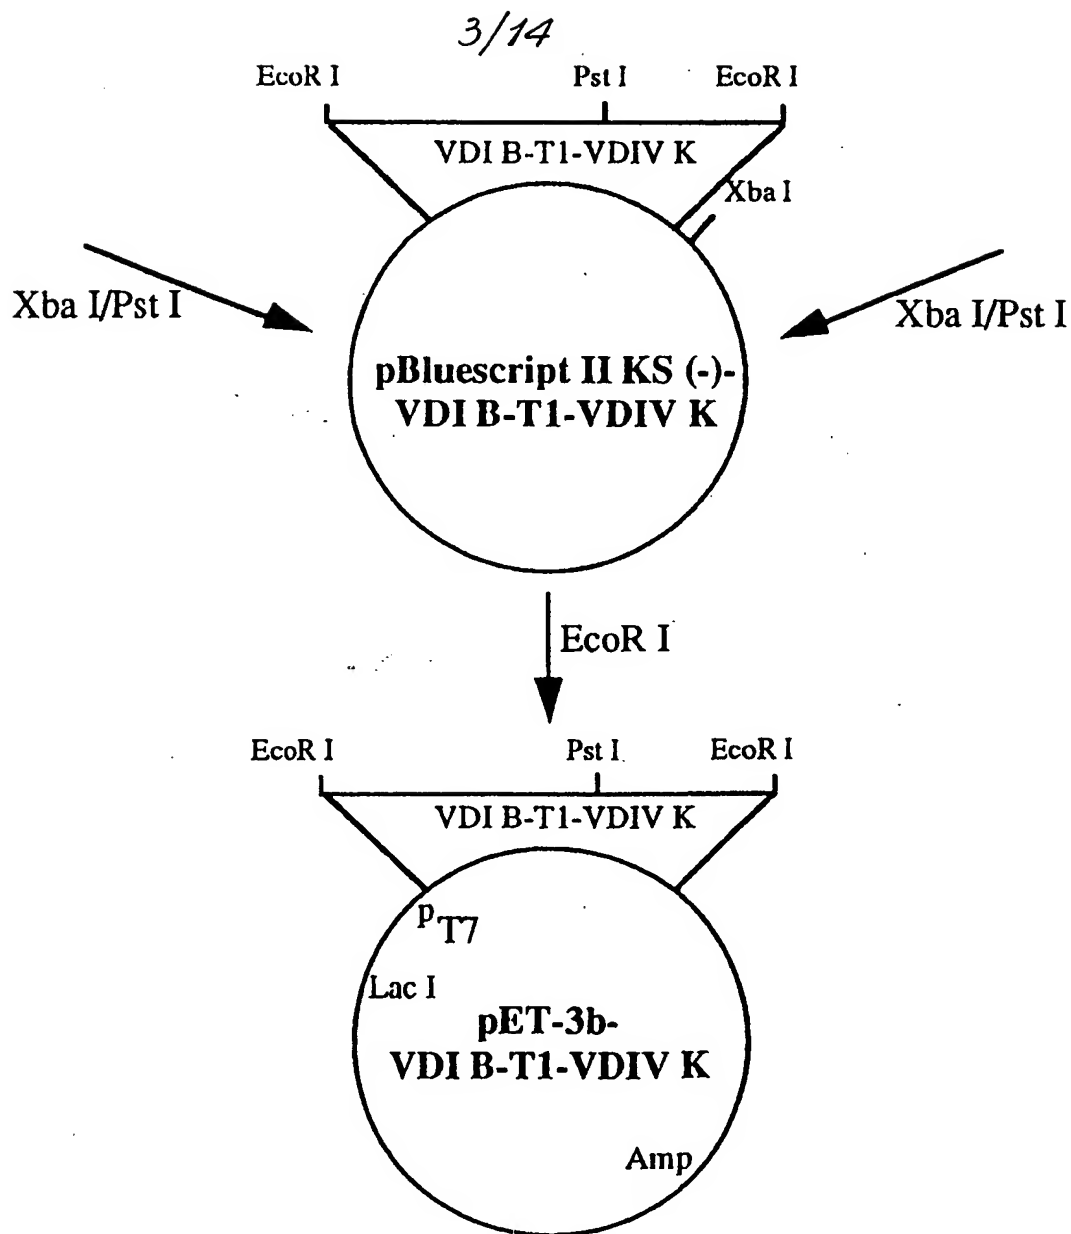 3/14
EcoR I Pst I EcoR I
VDI B-T1-VDIV K
Xba I
Xba I/Pst I Xba I/Pst I
pBluescript II KS (-)-
VDI B-T1-VDIV K
EcoR I
EcoR I Pst I EcoR I
VDI B-T1-VDIV K
pT7
Lac I
pET-3b-
VDI B-T1-VDIV K
Amp